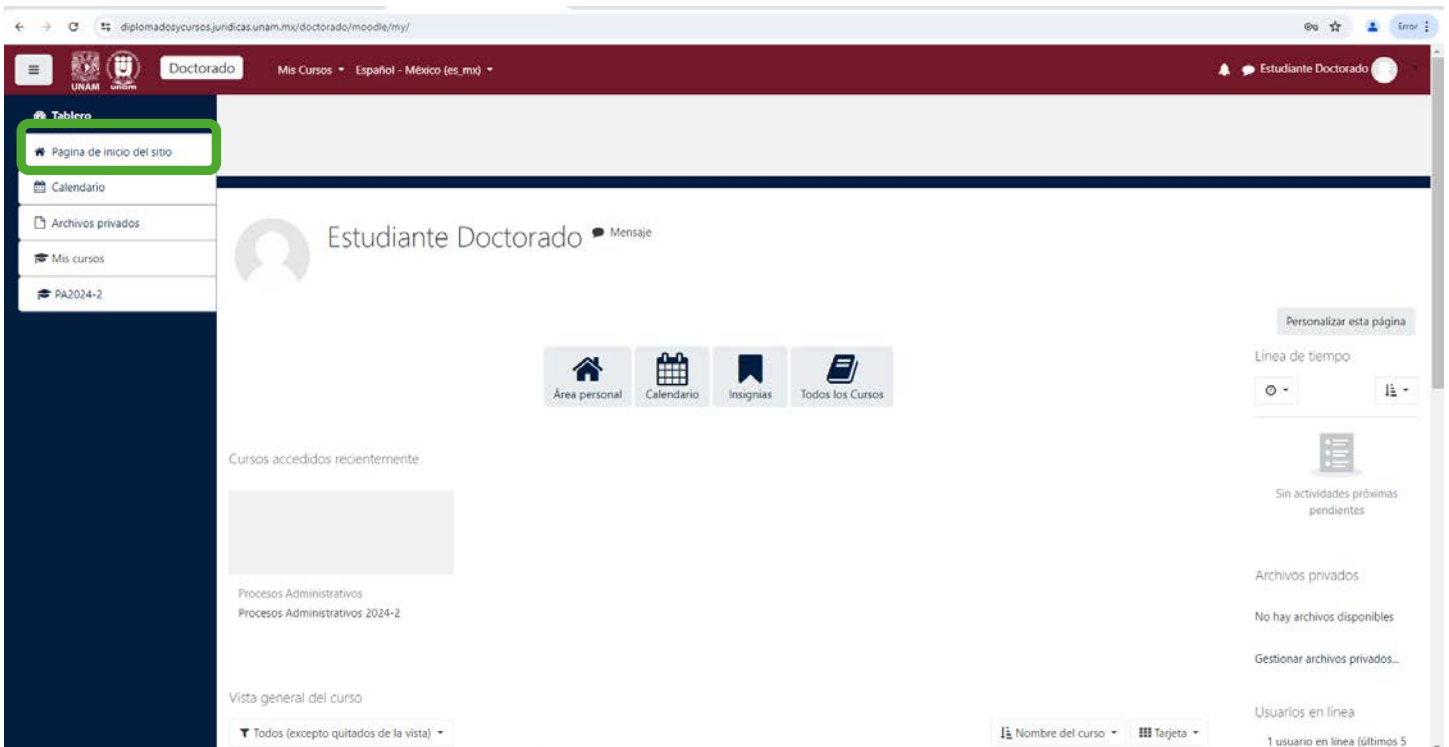 diplomadosycursos.juridicas.unam.mx/doctorado/moodle/my/
Error
UNAM
unam
Doctorado
Mis Cursos
Español - México (es_mx)
Estudiante Doctorado
Tablero
Página de inicio del sitio
Calendario
Archivos privados
Mis cursos
PA2024-2
Estudiante Doctorado
Mensaje
Personalizar esta página
Área personal
Calendario
Insignias
Todos los Cursos
Línea de tiempo
Sin actividades próximas
pendientes
Cursos accedidos recientemente
Procesos Administrativos
Procesos Administrativos 2024-2
Archivos privados
No hay archivos disponibles
Gestionar archivos privados...
Vista general del curso
Todos (excepto quitados de la vista)
Nombre del curso
Tarjeta
Usuarios en línea
1 usuario en línea (últimos 5